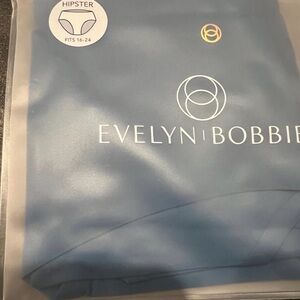 HIPSTER
FITS 16-24
EVELYN | BOBBIE